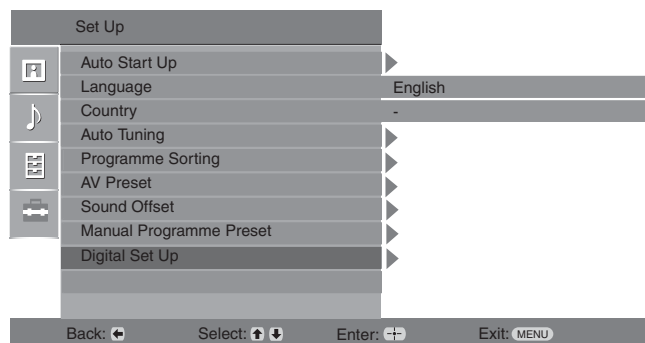 Set Up
Auto Start Up
Language English
Country -
Auto Tuning
Programme Sorting
AV Preset
Sound Offset
Manual Programme Preset
Digital Set Up
Back: Select: Enter: Exit: MENU